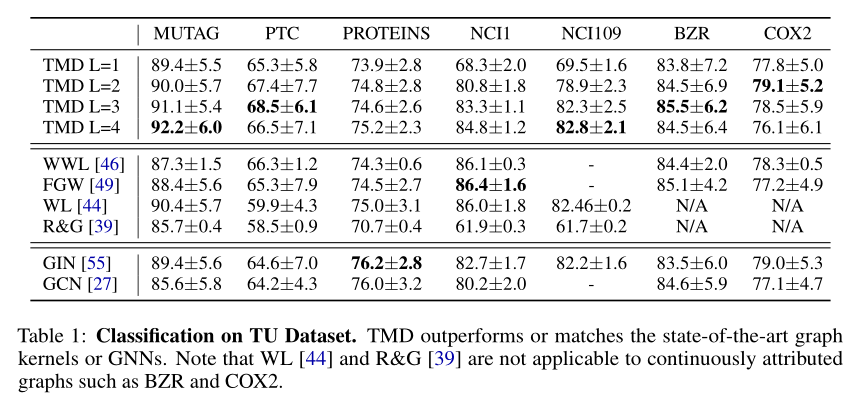 MUTAG PTC PROTEINS NCI1 NCI109 BZR COX2
TMD L=1 89.4±5.5 65.3±5.8 73.9±2.8 68.3±2.0 69.5±1.6 83.8±7.2 77.8±5.0
TMD L=2 90.0±5.7 67.4±7.7 74.8±2.8 80.8±1.8 78.9±2.3 84.5±6.9 79.1±5.2
TMD L=3 91.1±5.4 68.5±6.1 74.6±2.6 83.3±1.1 82.3±2.5 85.5±6.2 78.5±5.9
TMD L=4 92.2±6.0 66.5±7.1 75.2±2.3 84.8±1.2 82.8±2.1 84.5±6.4 76.1±6.1
WWL [46] 87.3±1.5 66.3±1.2 74.3±0.6 86.1±0.3 - 84.4±2.0 78.3±0.5
FGW [49] 88.4±5.6 65.3±7.9 74.5±2.7 86.4±1.6 - 85.1±4.2 77.2±4.9
WL [44] 90.4±5.7 59.9±4.3 75.0±3.1 86.0±1.8 82.46±0.2 N/A N/A
R&G [39] 85.7±0.4 58.5±0.9 70.7±0.4 61.9±0.3 61.7±0.2 N/A N/A
GIN [55] 89.4±5.6 64.6±7.0 76.2±2.8 82.7±1.7 82.2±1.6 83.5±6.0 79.0±5.3
GCN [27] 85.6±5.8 64.2±4.3 76.0±3.2 80.2±2.0 - 84.6±5.9 77.1±4.7
Table 1: Classification on TU Dataset. TMD outperforms or matches the state-of-the-art graph
kernels or GNNs. Note that WL [44] and R&G [39] are not applicable to continuously attributed
graphs such as BZR and COX2.